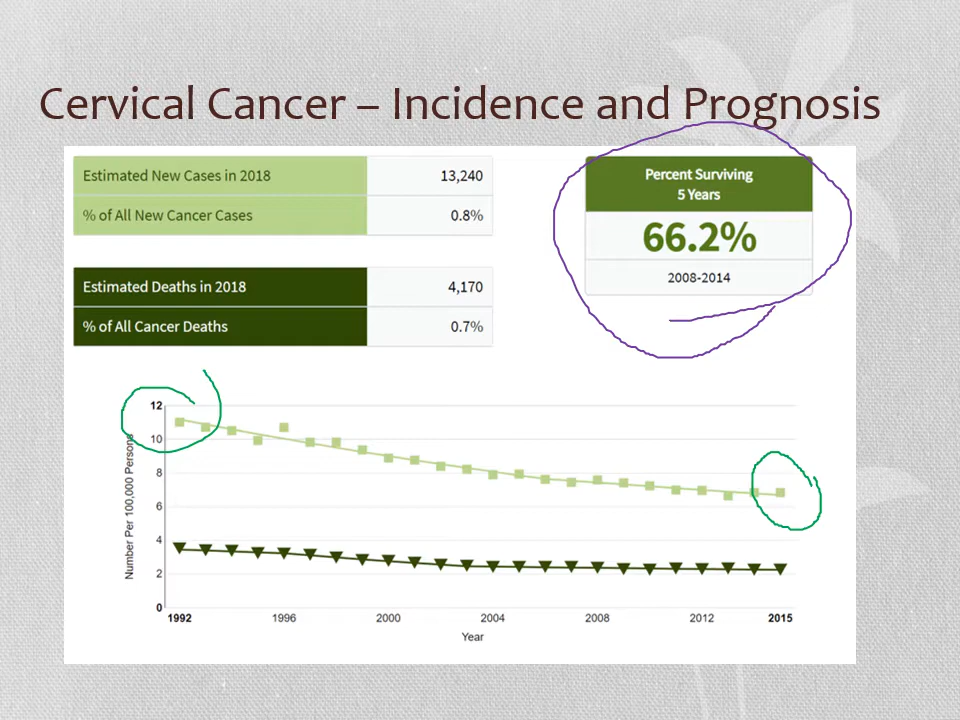 Cervical Cancer – Incidence and Prognosis
Estimated New Cases in 2018 13,240
% of All New Cancer Cases 0.8%
Estimated Deaths in 2018 4,170
% of All Cancer Deaths 0.7%
Percent Surviving
5 Years
66.2%
2008-2014
Number Per 100,000 Persons
12
10
8
6
4
2
0
1992 1996 2000 2004 2008 2012 2015
Year